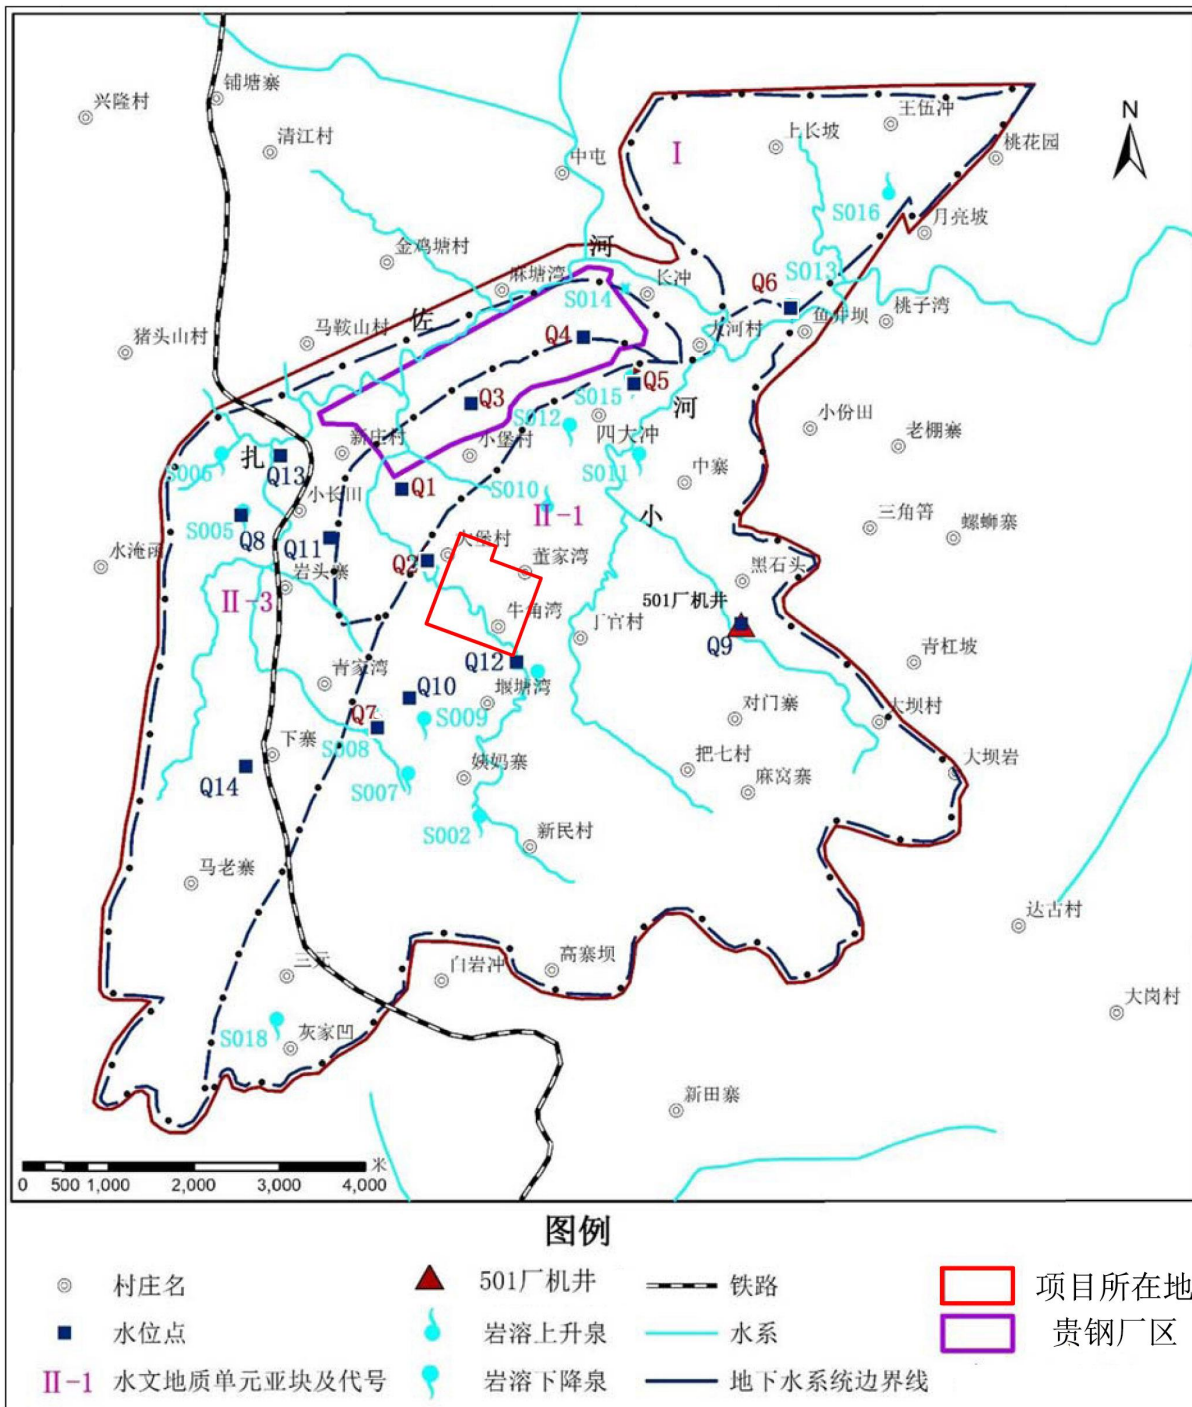 铺塘寨
兴隆村
清江村
中屯
I
上长坡
王伍冲
桃花园
N
S016
月亮坡
金鸡塘村
河
麻塘湾
S014
长冲
S013
Q6
桃子湾
鱼井坝
大河村
佐
马鞍山村
猪头山村
Q4
Q5
S015
河
Q3
S012
四大冲
小份田
老棚寨
新庄村
小堡村
S006
扎
Q13
S011
中寨
小长田
Q1
S010
II-1
小
三角箐
螺蛳寨
S005
Q8
Q11
水淹凼
大堡村
Q2
董家湾
黑石头
岩头寨
II-3
牛角湾
501厂机井
丁官村
Q9
青杠坡
Q12
肖家湾
Q10
堰塘湾
Q7
S009
对门寨
大坝村
S008
下寨
Q14
S007
姨妈寨
把七村
麻窝寨
大坝岩
S002
新民村
马老寨
达古村
三元
白岩冲
高寨坝
大岗村
S018
灰家凹
新田寨
米
0 500 1,000 2,000 3,000 4,000
图例
村庄名
501厂机井
铁路
项目所在地
水位点
岩溶上升泉
水系
贵钢厂区
II-1 水文地质单元亚块及代号
岩溶下降泉
地下水系统边界线